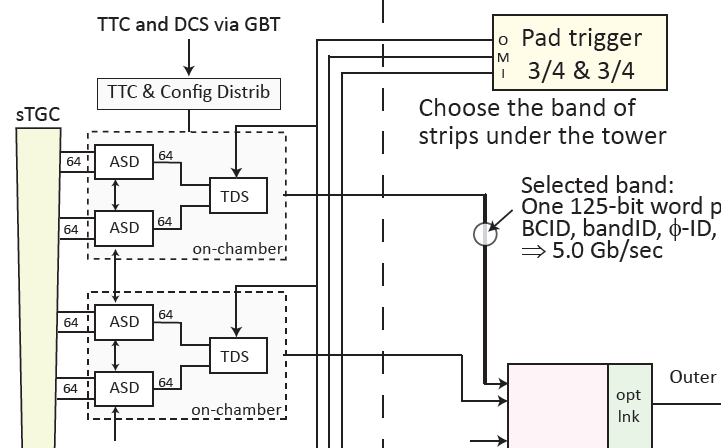 TTC and DCS via GBT
TTC & Config Distrib
sTGC
O
M
I
Pad trigger
3/4 & 3/4
Choose the band of
strips under the tower
64
ASD
64
TDS
64
ASD
64
on-chamber
Selected band:
One 125-bit word p
BCID, bandID, ϕ-ID,
⇒ 5.0 Gb/sec
64
ASD
64
TDS
64
ASD
64
on-chamber
opt
lnk
Outer